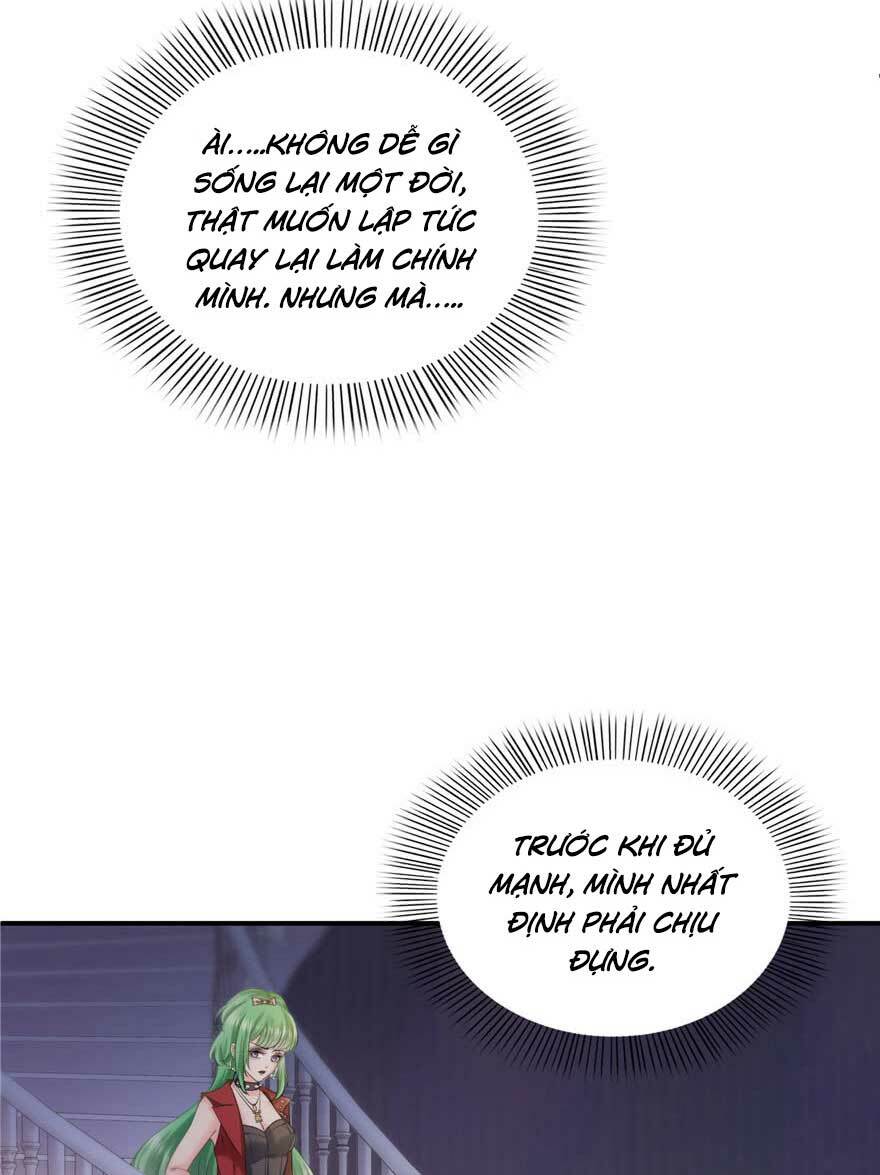 ÀI.....KHÔNG DỄ GÌ
SỐNG LẠI MỘT ĐỜI,
THẬT MUỐN LẬP TỨC
QUAY LẠI LÀM CHÍNH
MÌNH. NHƯNG MÀ.....
TRƯỚC KHI ĐỦ
MẠNH, MÌNH NHẤT
ĐỊNH PHẢI CHỊU
ĐỰNG.